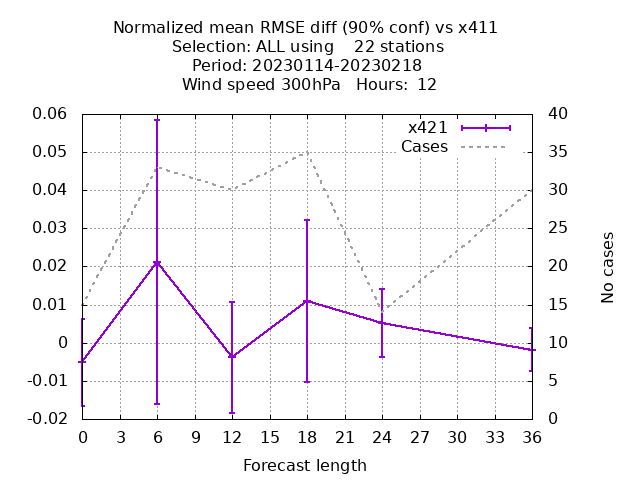 Normalized mean RMSE diff (90% conf) vs x411
Selection: ALL using    22 stations
Period: 20230114-20230218
Wind speed 300hPa   Hours:  12
x421
Cases
0.06
0.05
0.04
0.03
0.02
0.01
0
-0.01
-0.02
40
35
30
25
20
15
10
5
0
No cases
0 3 6 9 12 15 18 21 24 27 30 33 36
Forecast length